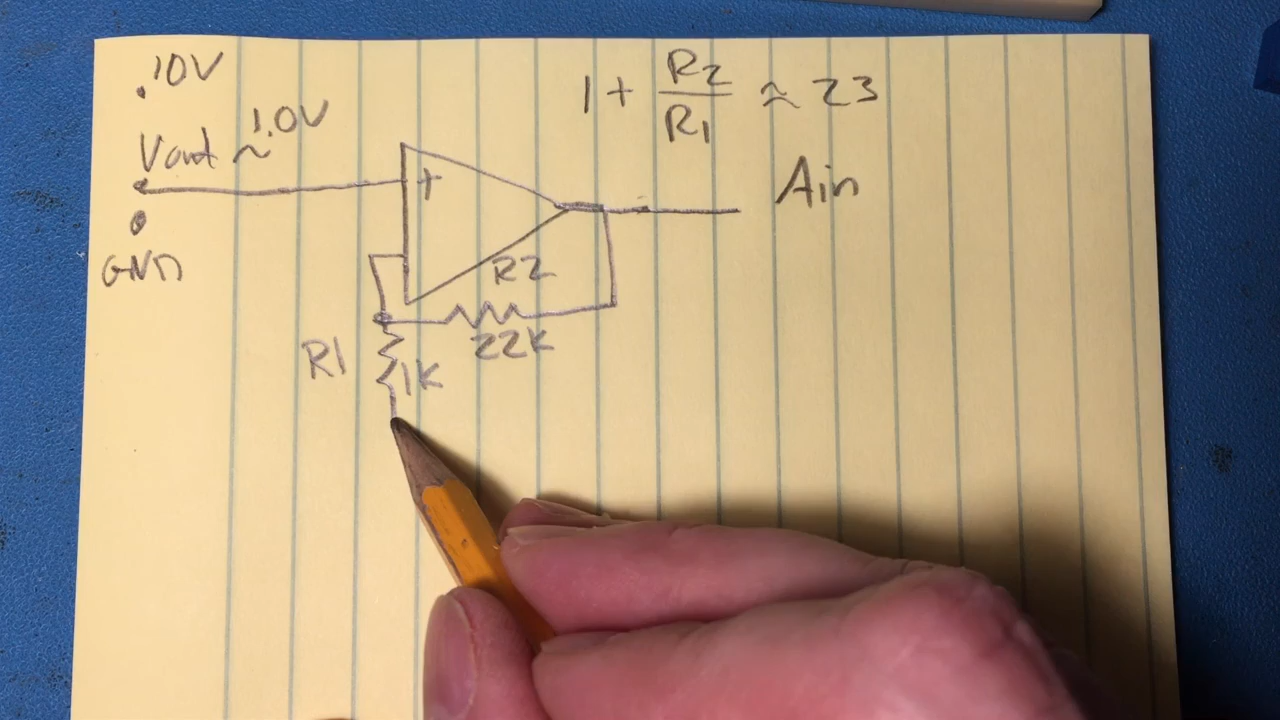 .10V
Vout ~ 1.0V
GND
1 + R2/R1 ≈ 23
+
Ain
R2
22K
R1
1K